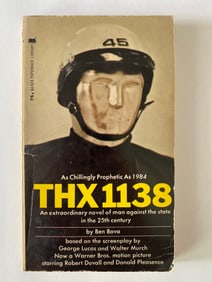 45
As Chillingly Prophetic As 1984
THX 1138
An extraordinary novel of man against the state
in the 25th century
by Ben Bova
based on the screenplay by
George Lucas and Walter Murch
Now a Warner Bros. motion picture
starring Robert Duvall and Donald Pleasence